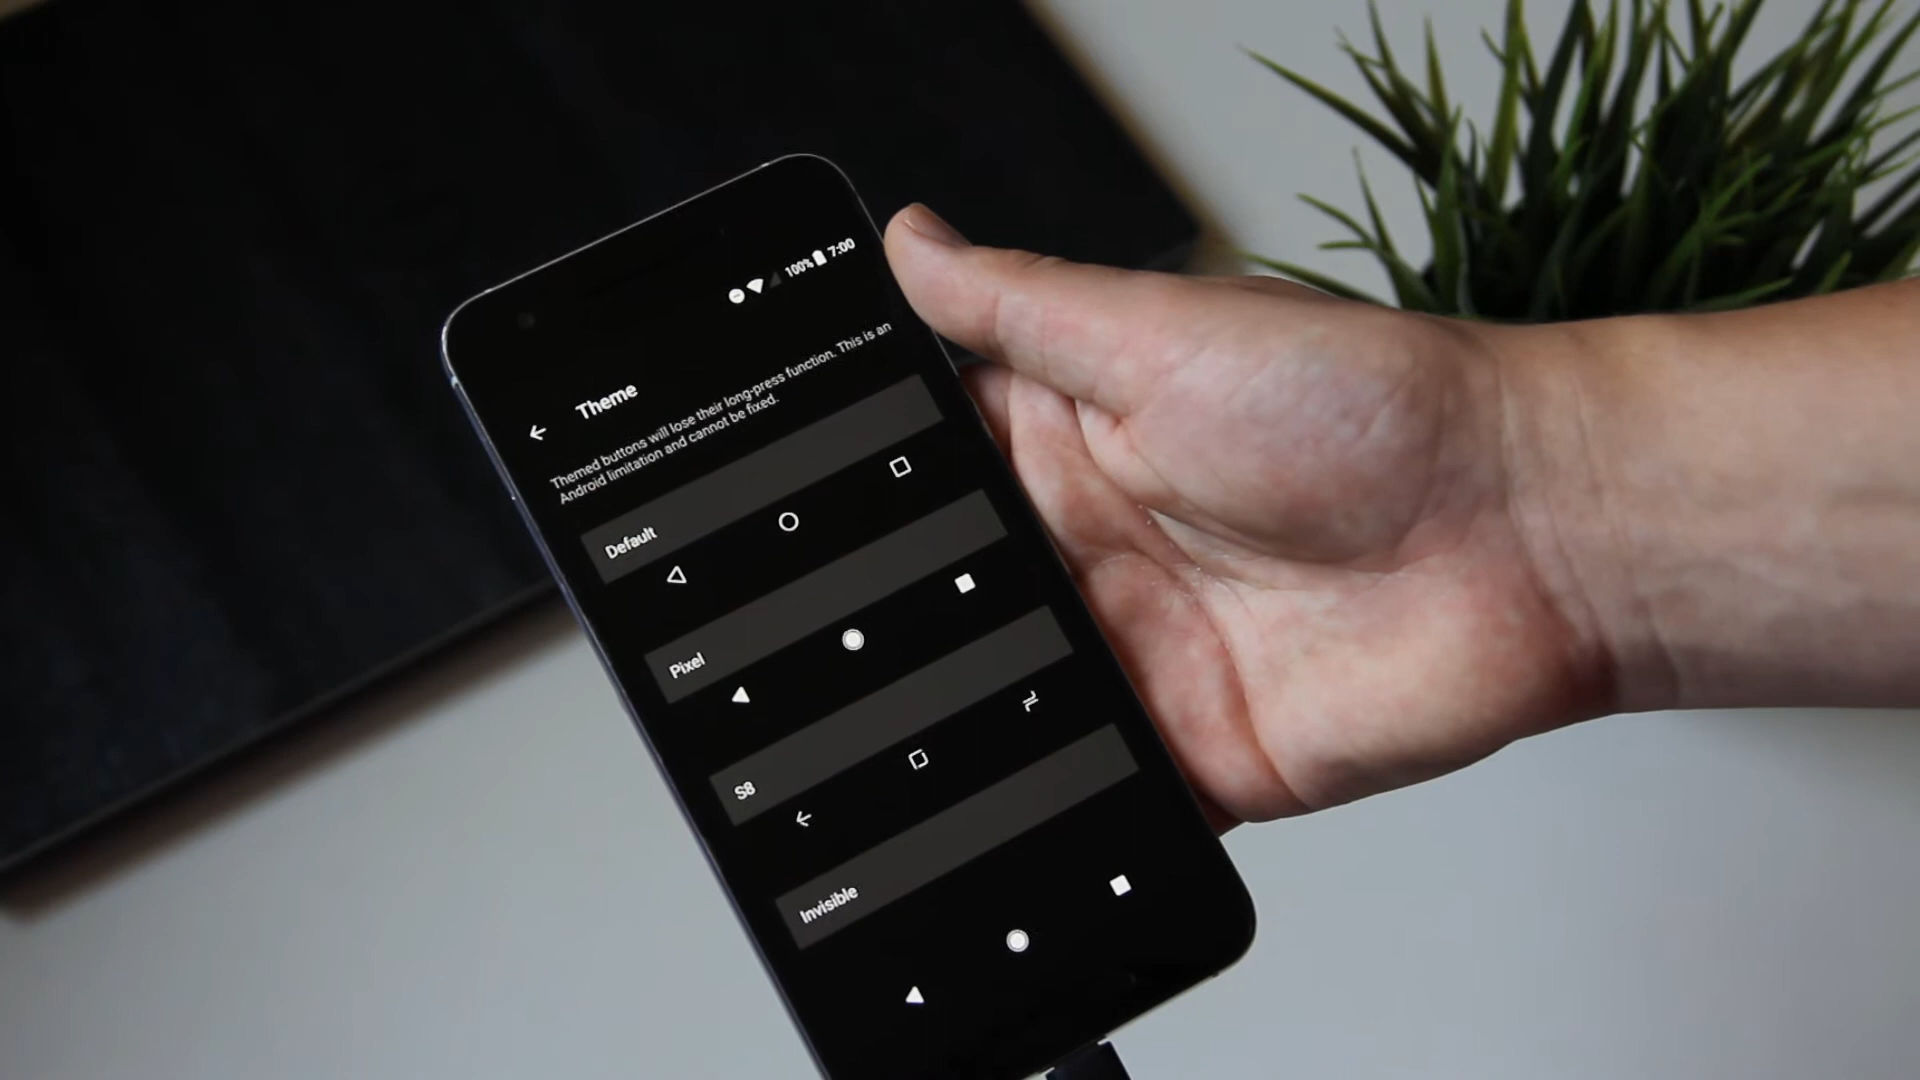 100% 7:00
Theme
Themed buttons will lose their long-press function. This is an
Android limitation and cannot be fixed.
Default
Pixel
S8
Invisible